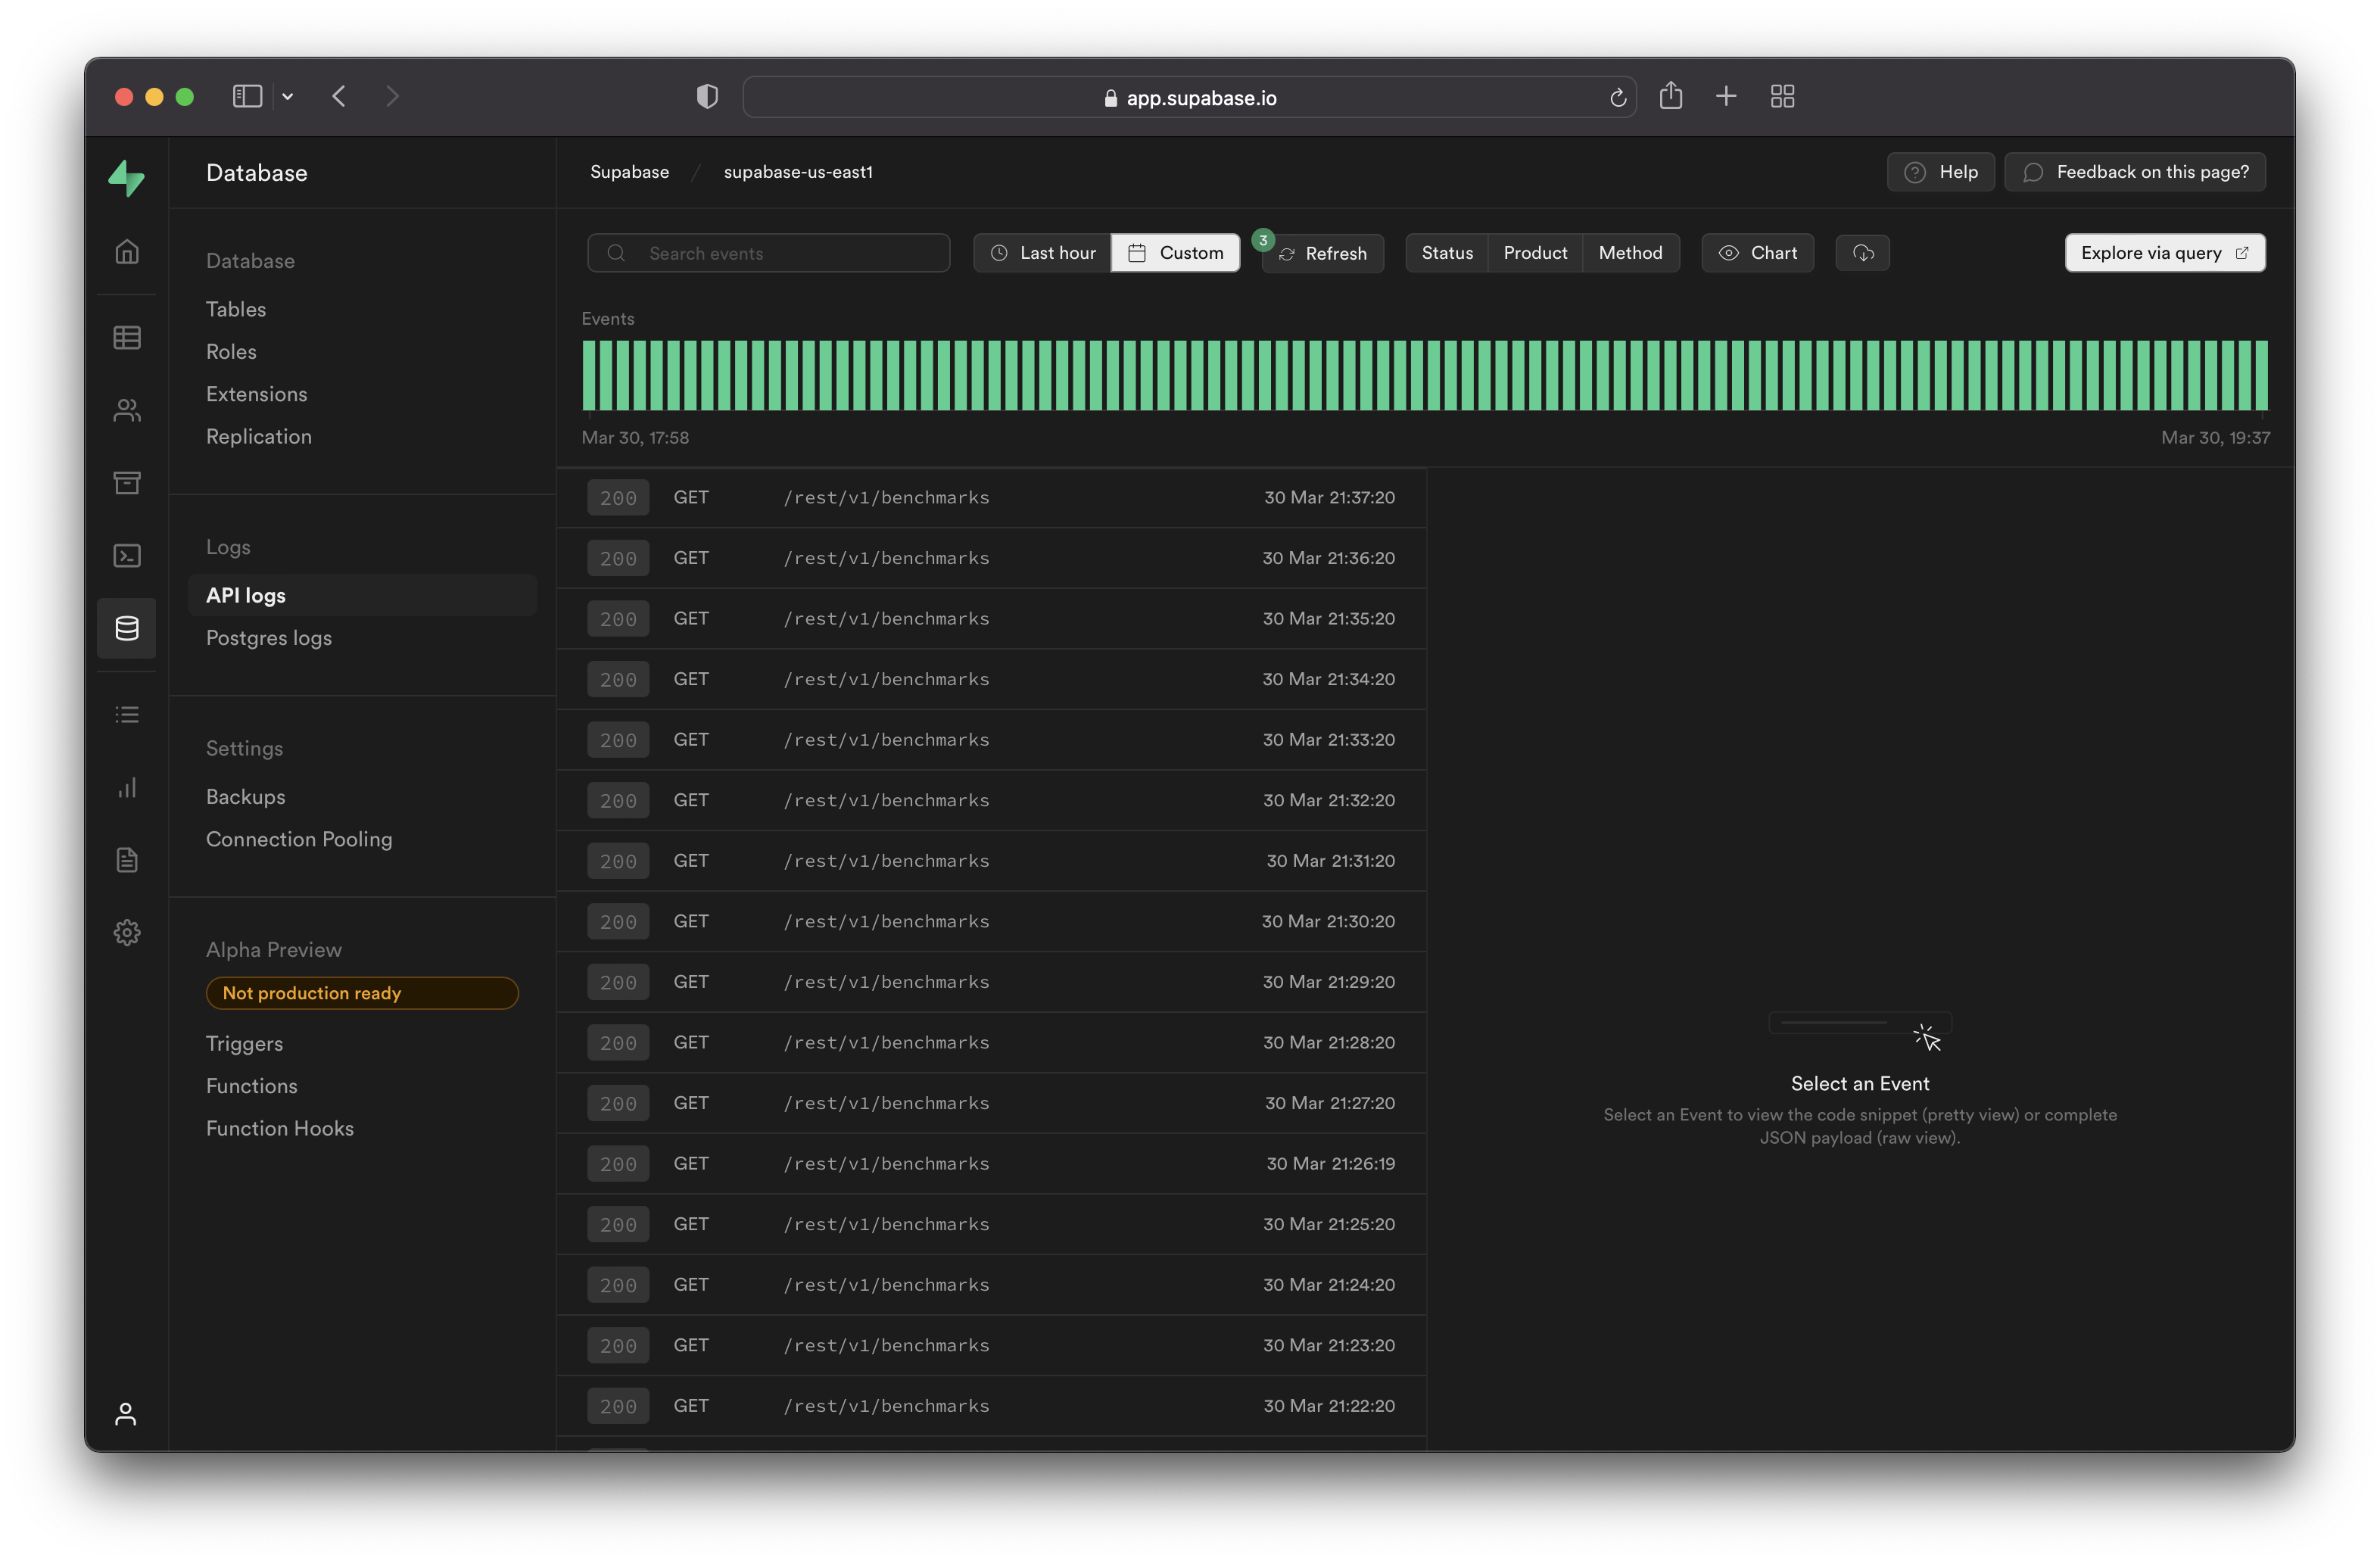 app.supabase.io
Database
Supabase / supabase-us-east1
Help
Feedback on this page?
Database
Tables
Roles
Extensions
Replication
Logs
API logs
Postgres logs
Settings
Backups
Connection Pooling
Alpha Preview
Not production ready
Triggers
Functions
Function Hooks
Search events
Last hour
Custom
3
Refresh
Status
Product
Method
Chart
Explore via query
Events
Mar 30, 17:58
Mar 30, 19:37
200 GET /rest/v1/benchmarks 30 Mar 21:37:20
200 GET /rest/v1/benchmarks 30 Mar 21:36:20
200 GET /rest/v1/benchmarks 30 Mar 21:35:20
200 GET /rest/v1/benchmarks 30 Mar 21:34:20
200 GET /rest/v1/benchmarks 30 Mar 21:33:20
200 GET /rest/v1/benchmarks 30 Mar 21:32:20
200 GET /rest/v1/benchmarks 30 Mar 21:31:20
200 GET /rest/v1/benchmarks 30 Mar 21:30:20
200 GET /rest/v1/benchmarks 30 Mar 21:29:20
200 GET /rest/v1/benchmarks 30 Mar 21:28:20
200 GET /rest/v1/benchmarks 30 Mar 21:27:20
200 GET /rest/v1/benchmarks 30 Mar 21:26:19
200 GET /rest/v1/benchmarks 30 Mar 21:25:20
200 GET /rest/v1/benchmarks 30 Mar 21:24:20
200 GET /rest/v1/benchmarks 30 Mar 21:23:20
200 GET /rest/v1/benchmarks 30 Mar 21:22:20
Select an Event
Select an Event to view the code snippet (pretty view) or complete
JSON payload (raw view).